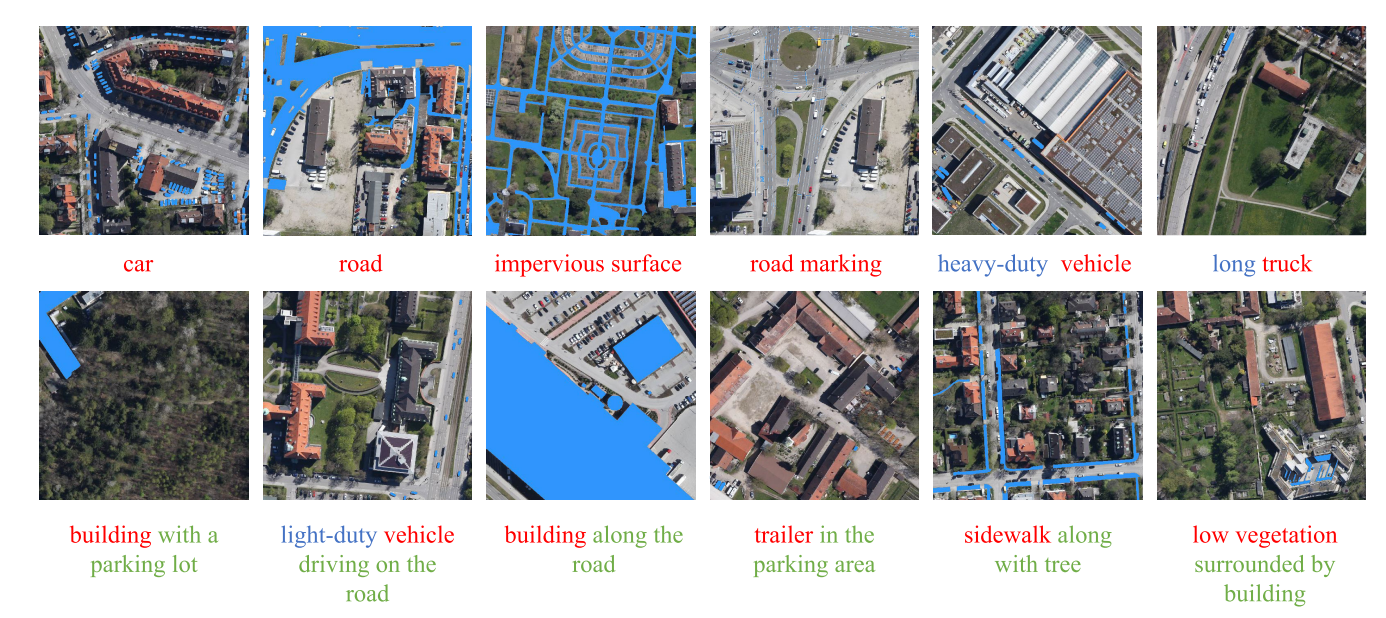 car
road
impervious surface
road marking
heavy-duty vehicle
long truck
building with a
parking lot
light-duty vehicle
driving on the
road
building along the
road
trailer in the
parking area
sidewalk along
with tree
low vegetation
surrounded by
building